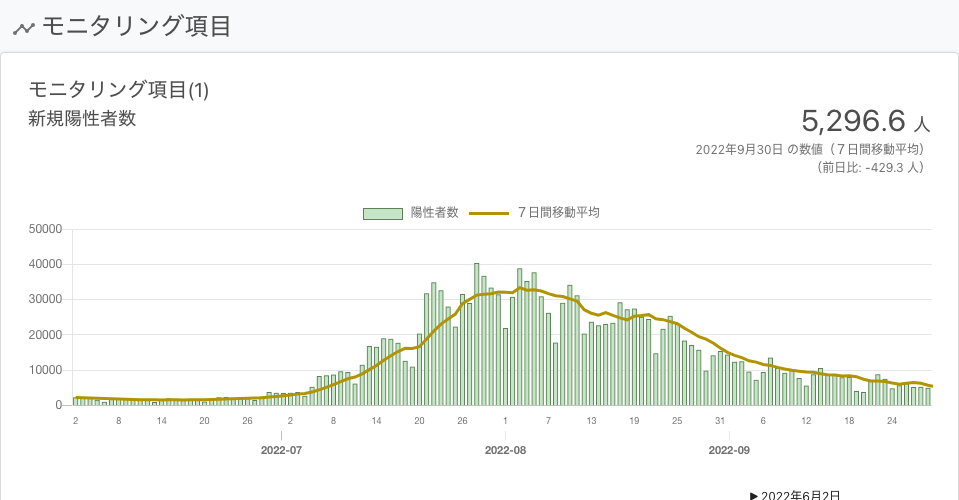 モニタリング項目
モニタリング項目(1)
新規陽性者数
5,296.6 人
2022年9月30日 の数値（７日間移動平均）
（前日比: -429.3 人）
陽性者数 ７日間移動平均
50000
40000
30000
20000
10000
0
2 8 14 20 26 2 8 14 20 26 1 7 13 19 25 31 6 12 18 24
2022-07 2022-08 2022-09
▶ 2022年6月2日